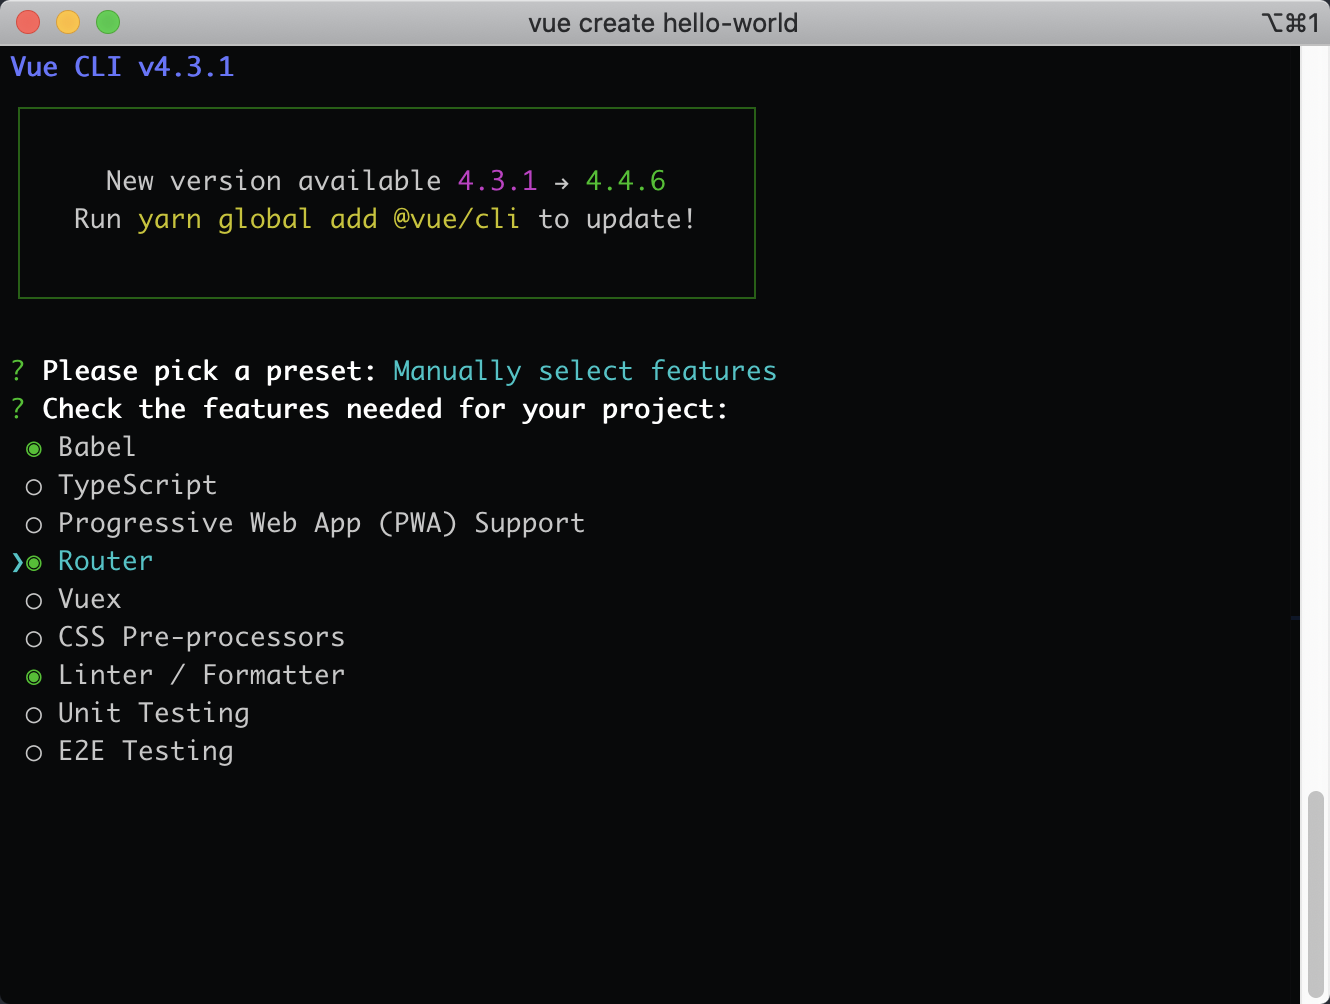 vue create hello-world
⌥⌘1
Vue CLI v4.3.1
New version available 4.3.1 → 4.4.6
Run yarn global add @vue/cli to update!
? Please pick a preset: Manually select features
? Check the features needed for your project:
◉ Babel
◯ TypeScript
◯ Progressive Web App (PWA) Support
❯◉ Router
◯ Vuex
◯ CSS Pre-processors
◉ Linter / Formatter
◯ Unit Testing
◯ E2E Testing